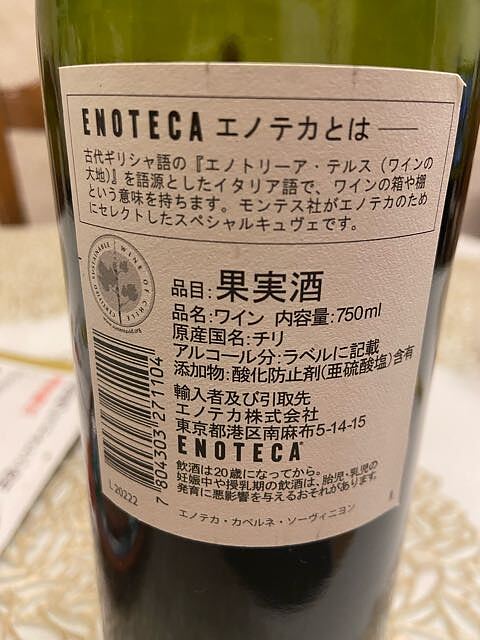 ENOTECA エノテカとは——
古代ギリシャ語の『エノトリーア・テルス（ワインの
大地）』を語源としたイタリア語で、ワインの箱や棚
という意味を持ちます。モンテス社がエノテカのため
にセレクトしたスペシャルキュヴェです。
WINE OF CHILE
CERTIFIED SUSTAINABLE
品目:果実酒
品名:ワイン 内容量:750ml
原産国名:チリ
アルコール分:ラベルに記載
添加物:酸化防止剤(亜硫酸塩)含有
輸入者及び引取先
エノテカ株式会社
東京都港区南麻布5-14-15
ENOTECA
飲酒は20歳になってから。
妊娠中や授乳期の飲酒は、胎児・乳児の
発育に悪影響を与えるおそれがあります。
7 804303 271104
L 20222
エノテカ・カベルネ・ソーヴィニヨン